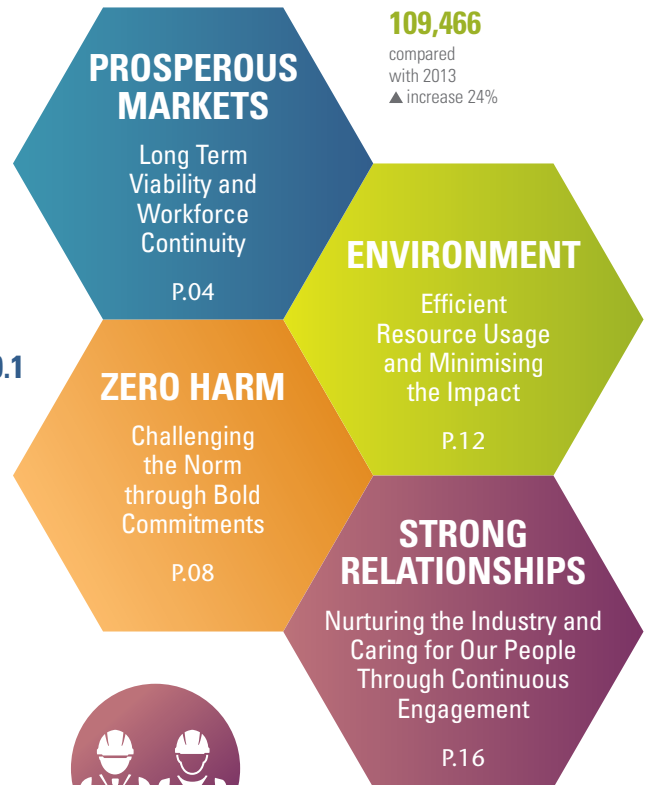 109,466
compared
with 2013
▲ increase 24%
PROSPEROUS
MARKETS
Long Term
Viability and
Workforce
Continuity
P.04
ENVIRONMENT
Efficient
Resource Usage
and Minimising
the Impact
P.12
ZERO HARM
Challenging
the Norm
through Bold
Commitments
P.08
STRONG
RELATIONSHIPS
Nurturing the Industry and
Caring for Our People
Through Continuous
Engagement
P.16